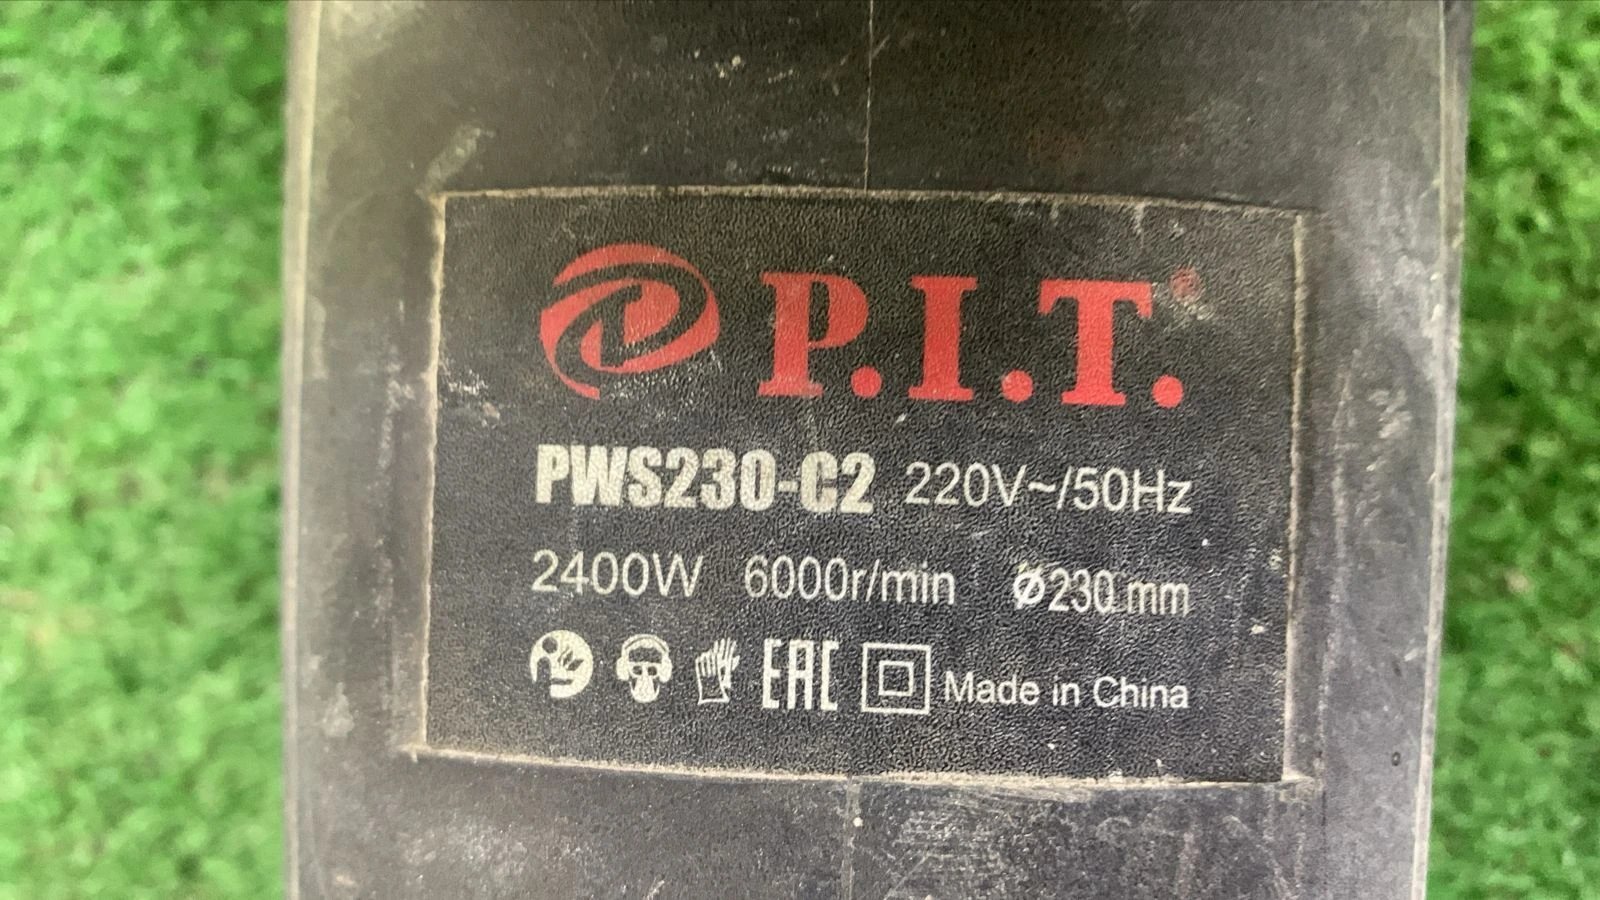 P.I.T.®
PWS230-C2 220V~/50Hz
2400W 6000r/min Ø230 mm
EAC Made in China